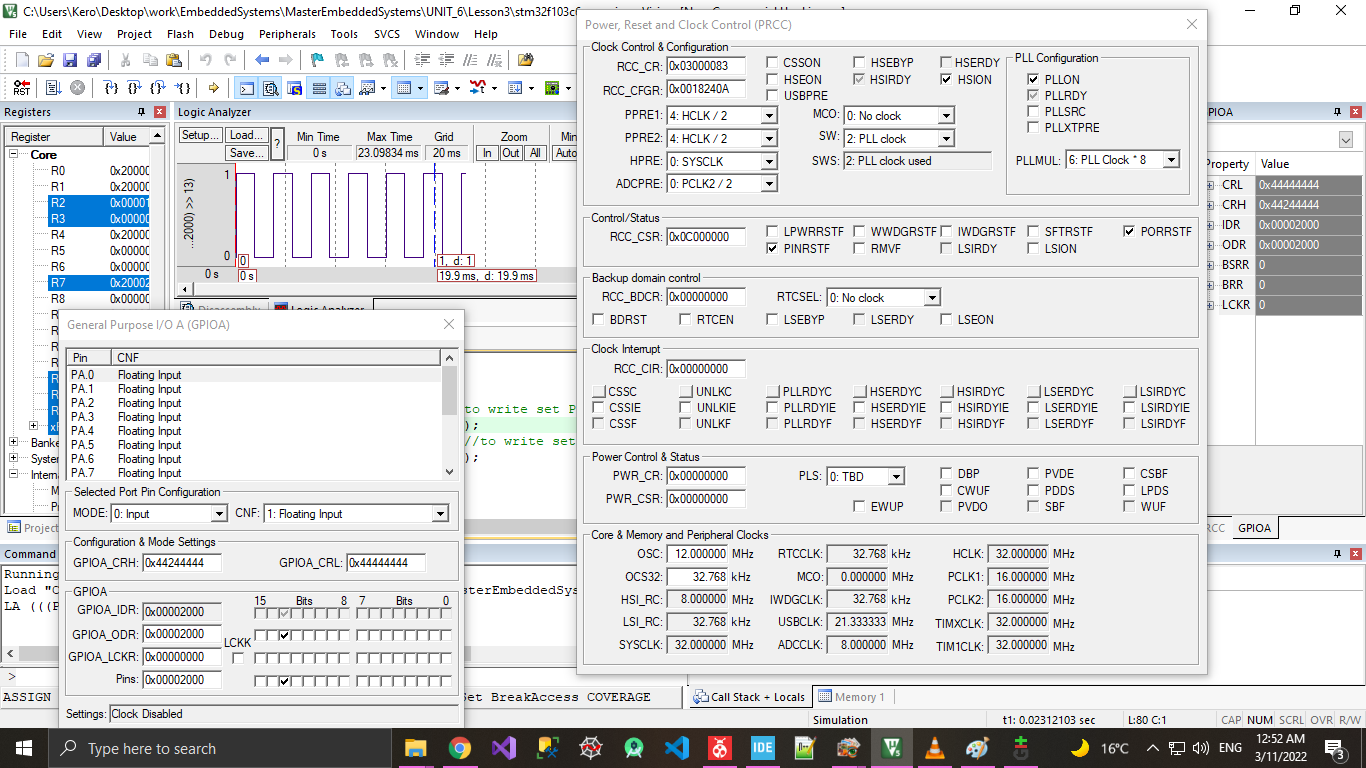 C:\Users\Kero\Desktop\work\EmbeddedSystems\MasterEmbeddedSystems\UNIT_6\Lesson3\stm32f103c6
File Edit View Project Flash Debug Peripherals Tools SVCS Window Help
Registers
Register Value
Core
R0 0x20000
R1 0x20000
R2 0x00001
R3 0x00000
R4 0x20000
R5 0x00000
R6 0x00000
R7 0x20002
R8 0x00000
Banke
System
Interna
Project
Logic Analyzer
Setup... Load... Save... ?
Min Time Max Time Grid Zoom
0 s 23.09834 ms 20 ms In Out All Auto
...2000) >> 13)
1
0
0 s
0
0 s
1, d: 1
19.9 ms, d: 19.9 ms
Disassembly Logic Analyzer
to write set P
);
//to write set
);
General Purpose I/O A (GPIOA)
Pin CNF
PA.0 Floating Input
PA.1 Floating Input
PA.2 Floating Input
PA.3 Floating Input
PA.4 Floating Input
PA.5 Floating Input
PA.6 Floating Input
PA.7 Floating Input
Selected Port Pin Configuration
MODE: 0: Input CNF: 1: Floating Input
Configuration & Mode Settings
GPIOA_CRH: 0x44244444 GPIOA_CRL: 0x44444444
GPIOA
15 Bits 8 7 Bits 0
GPIOA_IDR: 0x00002000
GPIOA_ODR: 0x00002000
LCKK
GPIOA_LCKR: 0x00000000
Pins: 0x00002000
Settings: Clock Disabled
Power, Reset and Clock Control (PRCC)
Clock Control & Configuration
RCC_CR: 0x03000083 CSSON HSEBYP HSERDY
HSEON HSIRDY HSION
RCC_CFGR: 0x0018240A USBPRE
PPRE1: 4: HCLK / 2 MCO: 0: No clock
PPRE2: 4: HCLK / 2 SW: 2: PLL clock
HPRE: 0: SYSCLK SWS: 2: PLL clock used
ADCPRE: 0: PCLK2 / 2
PLL Configuration
PLLON
PLLRDY
PLLSRC
PLLXTPRE
PLLMUL: 6: PLL Clock * 8
Control/Status
RCC_CSR: 0x0C000000 LPWRRSTF WWDGRSTF IWDGRSTF SFTRSTF PORRSTF
PINRSTF RMVF LSIRDY LSION
Backup domain control
RCC_BDCR: 0x00000000 RTCSEL: 0: No clock
BDRST RTCEN LSEBYP LSERDY LSEON
Clock Interrupt
RCC_CIR: 0x00000000
CSSC UNLKC PLLRDYC HSERDYC HSIRDYC LSERDYC LSIRDYC
CSSIE UNLKIE PLLRDYIE HSERDYIE HSIRDYIE LSERDYIE LSIRDYIE
CSSF UNLKF PLLRDYF HSERDYF HSIRDYF LSERDYF LSIRDYF
Power Control & Status
PWR_CR: 0x00000000 PLS: 0: TBD DBP PVDE CSBF
CWUF PDDS LPDS
PWR_CSR: 0x00000000 EWUP PVDO SBF WUF
Core & Memory and Peripheral Clocks
OSC: 12.000000 MHz RTCCLK: 32.768 kHz HCLK: 32.000000 MHz
OCS32: 32.768 kHz MCO: 0.000000 MHz PCLK1: 16.000000 MHz
HSI_RC: 8.000000 MHz IWDGCLK: 32.768 kHz PCLK2: 16.000000 MHz
LSI_RC: 32.768 kHz USBCLK: 21.333333 MHz TIMXCLK: 32.000000 MHz
SYSCLK: 32.000000 MHz ADCCLK: 8.000000 MHz TIM1CLK: 32.000000 MHz
GPIOA
Property Value
CRL 0x44444444
CRH 0x44244444
IDR 0x00002000
ODR 0x00002000
BSRR 0
BRR 0
LCKR 0
RCC GPIOA
Command
Running
Load "C
LA (((P
asterEmbeddedSys
>
ASSIGN
Set BreakAccess COVERAGE
Call Stack + Locals Memory 1
Simulation t1: 0.02312103 sec L:80 C:1 CAP NUM SCRL OVR R/W
Type here to search
IDE
16°C ENG
12:52 AM
3/11/2022
3